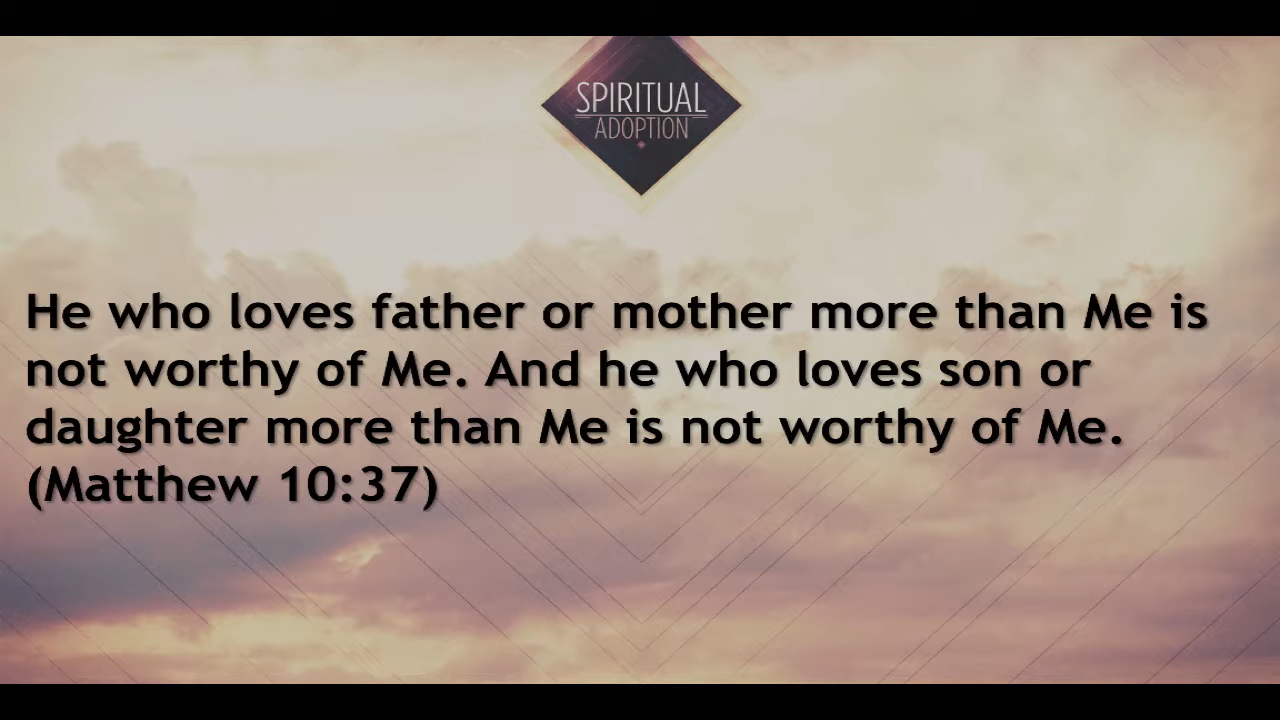 SPIRITUAL
ADOPTION
He who loves father or mother more than Me is
not worthy of Me. And he who loves son or
daughter more than Me is not worthy of Me.
(Matthew 10:37)